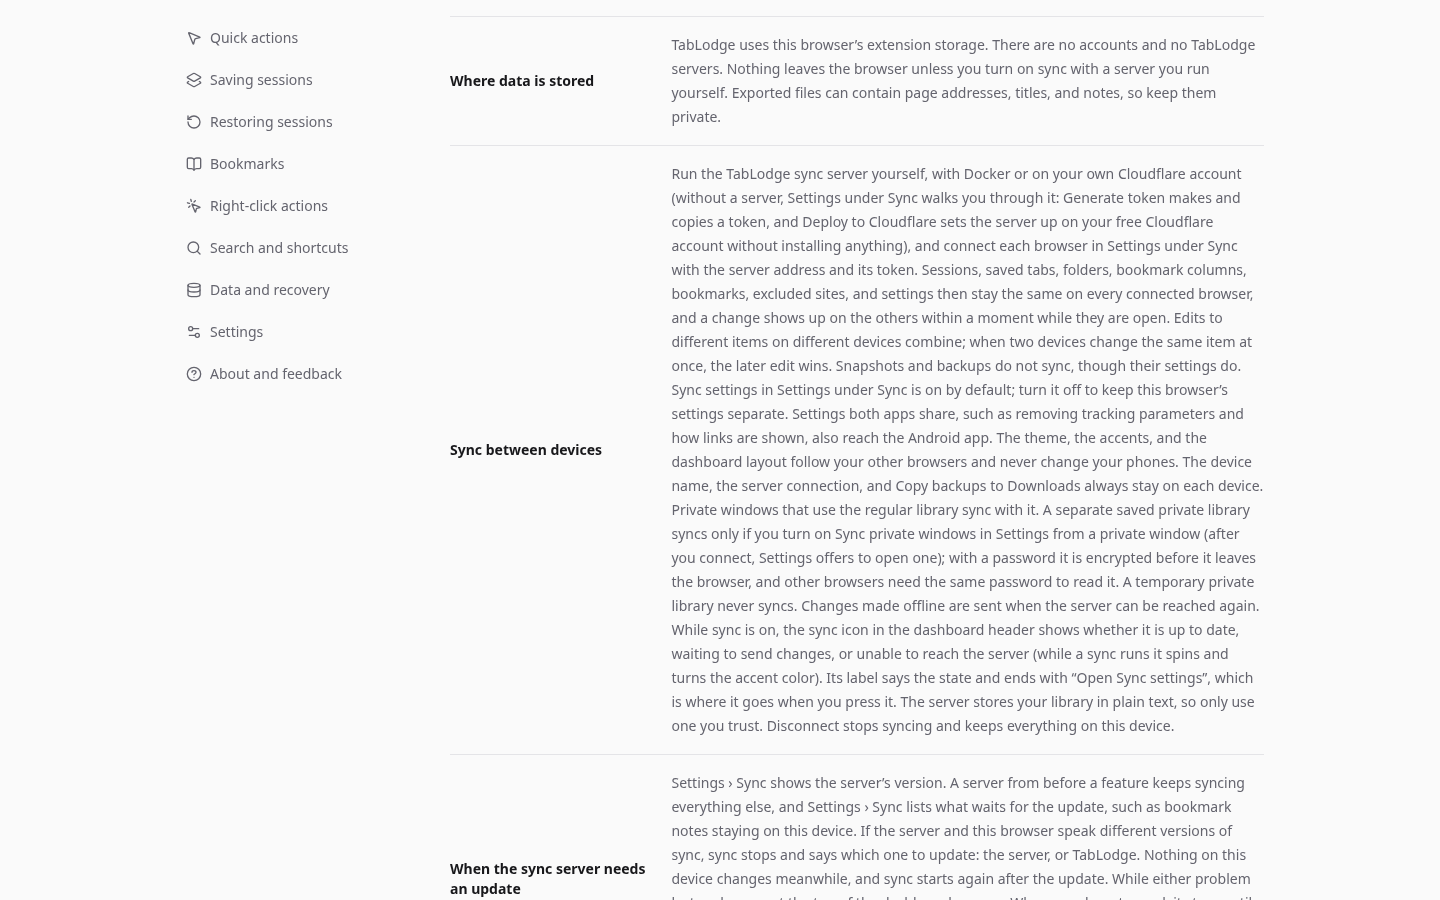 Quick actions
Saving sessions
Restoring sessions
Bookmarks
Right-click actions
Search and shortcuts
Data and recovery
Settings
About and feedback
Where data is stored
TabLodge uses this browser’s extension storage. There are no accounts and no TabLodge
servers. Nothing leaves the browser unless you turn on sync with a server you run
yourself. Exported files can contain page addresses, titles, and notes, so keep them
private.
Sync between devices
Run the TabLodge sync server yourself, with Docker or on your own Cloudflare account
(without a server, Settings under Sync walks you through it: Generate token makes and
copies a token, and Deploy to Cloudflare sets the server up on your free Cloudflare
account without installing anything), and connect each browser in Settings under Sync
with the server address and its token. Sessions, saved tabs, folders, bookmark columns,
bookmarks, excluded sites, and settings then stay the same on every connected browser,
and a change shows up on the others within a moment while they are open. Edits to
different items on different devices combine; when two devices change the same item at
once, the later edit wins. Snapshots and backups do not sync, though their settings do.
Sync settings in Settings under Sync is on by default; turn it off to keep this browser’s
settings separate. Settings both apps share, such as removing tracking parameters and
how links are shown, also reach the Android app. The theme, the accents, and the
dashboard layout follow your other browsers and never change your phones. The device
name, the server connection, and Copy backups to Downloads always stay on each device.
Private windows that use the regular library sync with it. A separate saved private library
syncs only if you turn on Sync private windows in Settings from a private window (after
you connect, Settings offers to open one); with a password it is encrypted before it leaves
the browser, and other browsers need the same password to read it. A temporary private
library never syncs. Changes made offline are sent when the server can be reached again.
While sync is on, the sync icon in the dashboard header shows whether it is up to date,
waiting to send changes, or unable to reach the server (while a sync runs it spins and
turns the accent color). Its label says the state and ends with “Open Sync settings”, which
is where it goes when you press it. The server stores your library in plain text, so only use
one you trust. Disconnect stops syncing and keeps everything on this device.
When the sync server needs
an update
Settings › Sync shows the server’s version. A server from before a feature keeps syncing
everything else, and Settings › Sync lists what waits for the update, such as bookmark
notes staying on this device. If the server and this browser speak different versions of
sync, sync stops and says which one to update: the server, or TabLodge. Nothing on this
device changes meanwhile, and sync starts again after the update. While either problem